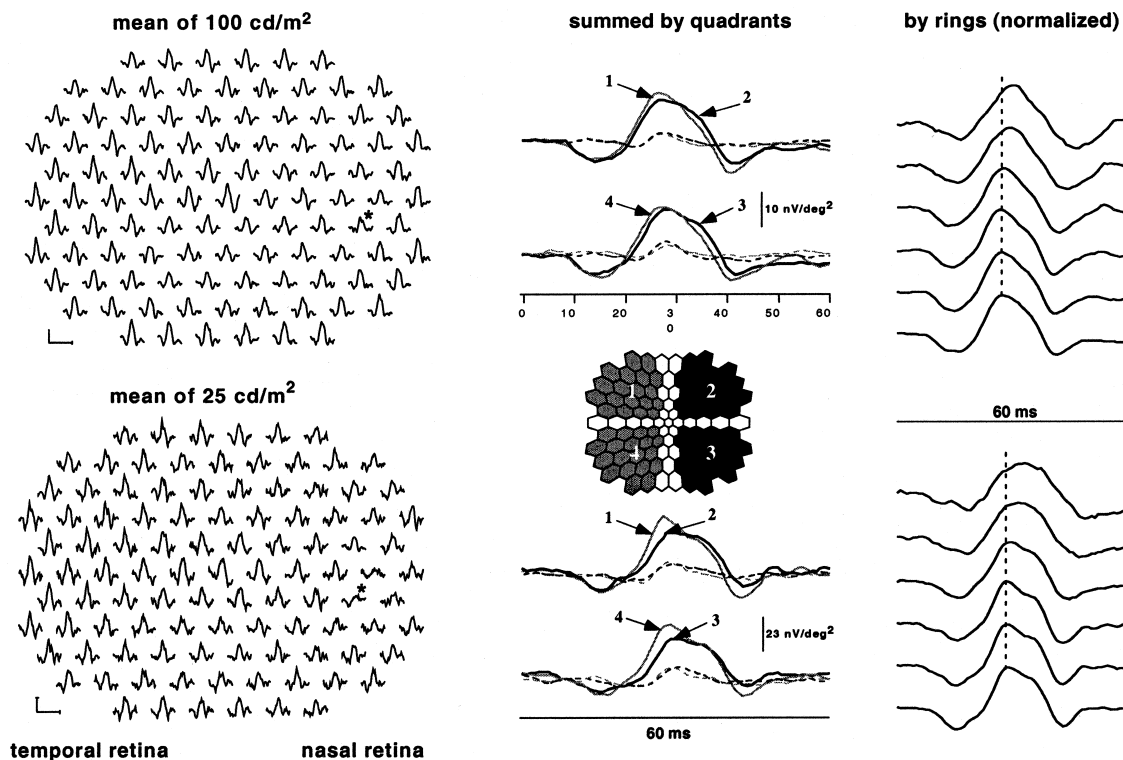 mean of 100 cd/m²
summed by quadrants
by rings (normalized)
1
2
*
4
3
10 nV/deg²
0 10 20 3 40 50 60
0
mean of 25 cd/m²
1
2
4
3
60 ms
1
2
*
4
3
23 nV/deg²
60 ms
temporal retina
nasal retina